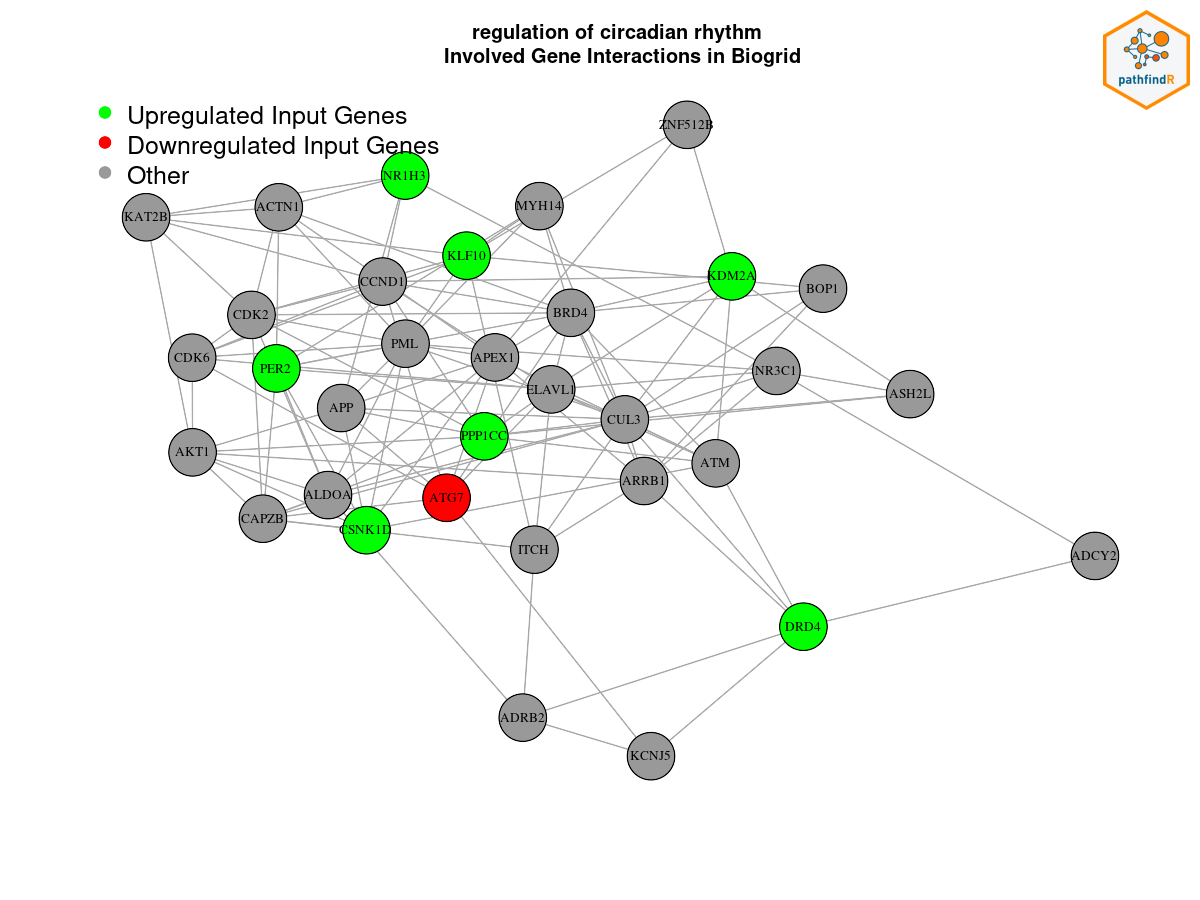 regulation of circadian rhythm
Involved Gene Interactions in Biogrid
pathfindR
Upregulated Input Genes
Downregulated Input Genes
Other
ZNF512B
NR1H3
KAT2B
ACTN1
MYH14
KLF10
KDM2A
CCND1
BOP1
CDK2
BRD4
PML
CDK6
APEX1
PER2
NR3C1
ELAVL1
ASH2L
APP
CUL3
PPP1CC
AKT1
ATM
ARRB1
ALDOA
ATG7
CAPZB
CSNK1D
ITCH
ADCY2
DRD4
ADRB2
KCNJ5